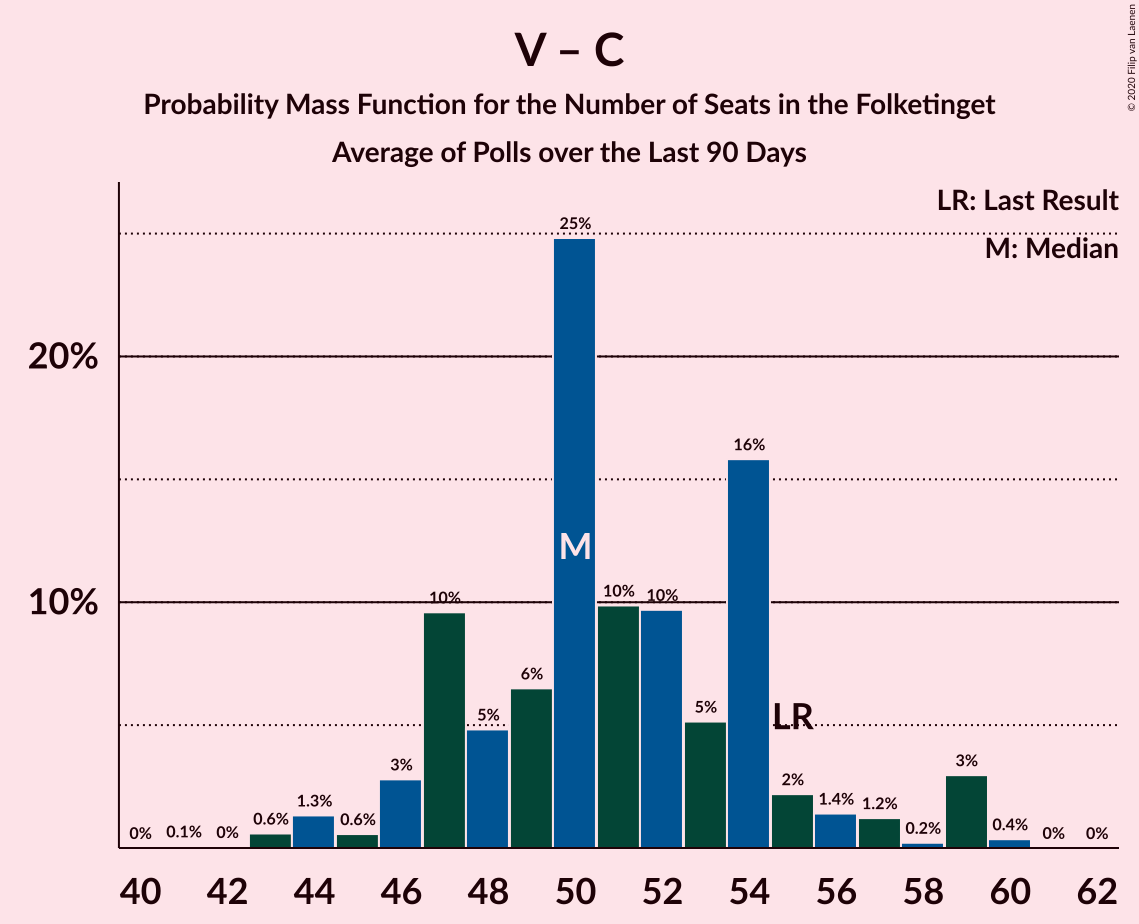 V – C
Probability Mass Function for the Number of Seats in the Folketinget
Average of Polls over the Last 90 Days
© 2020 Filip van Laenen
LR: Last Result
M: Median
20%
10%
0% 0.1% 0% 0.6% 1.3% 0.6% 3% 10% 5% 6% 25% 10% 10% 5% 16% 2% 1.4% 1.2% 0.2% 3% 0.4% 0% 0%
M
LR
40 42 44 46 48 50 52 54 56 58 60 62